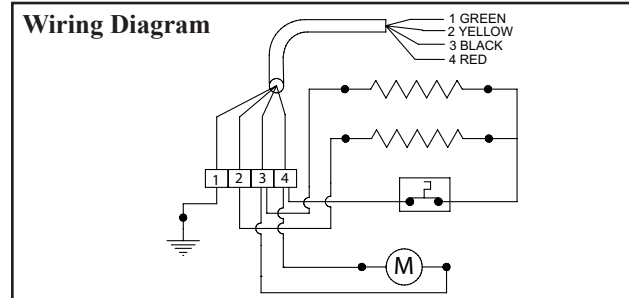 Wiring Diagram
1 GREEN
2 YELLOW
3 BLACK
4 RED
1 2 3 4
M